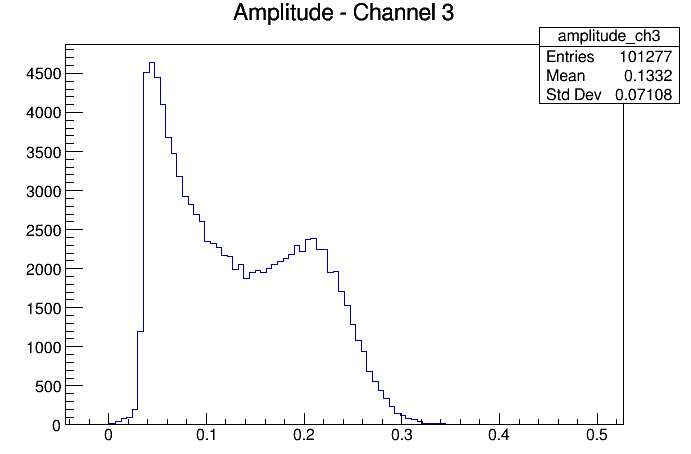 Amplitude - Channel 3
amplitude_ch3
Entries 101277
Mean 0.1332
Std Dev 0.07108
4500
4000
3500
3000
2500
2000
1500
1000
500
0
0 0.1 0.2 0.3 0.4 0.5